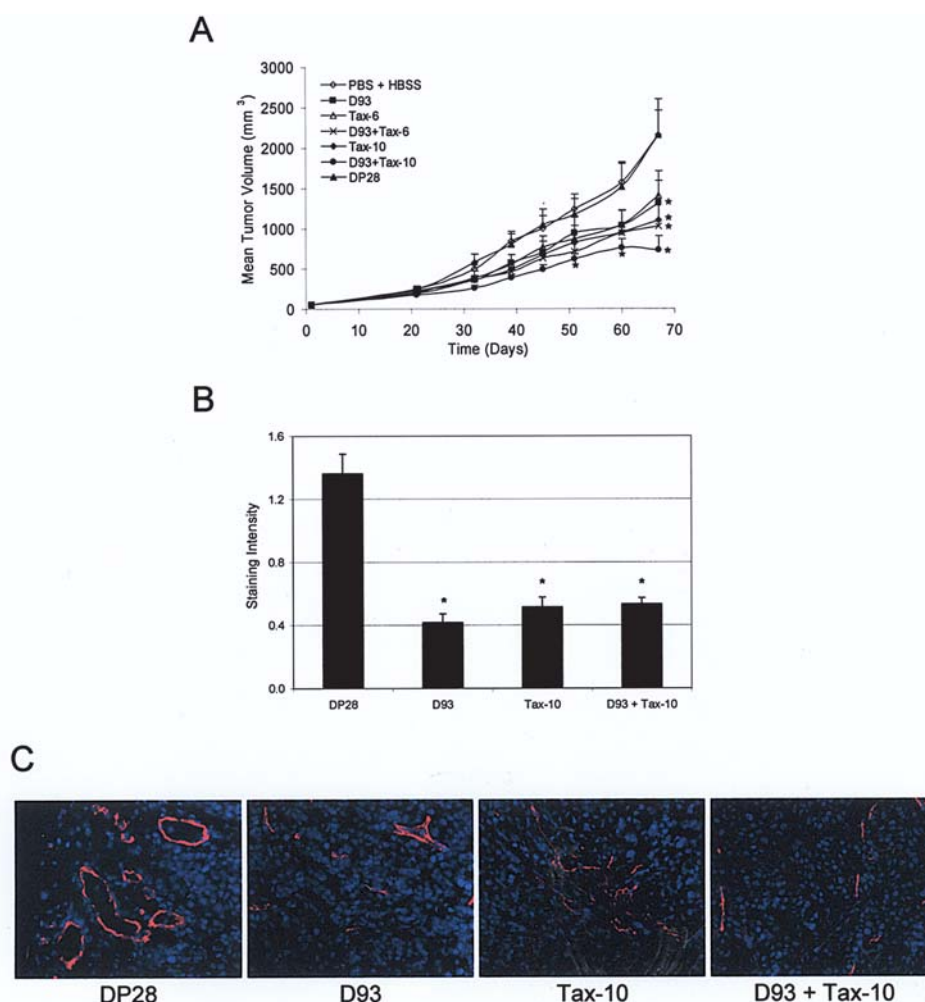 A
Mean Tumor Volume (mm³)
3000
2500
2000
1500
1000
500
0
PBS + HBSS
D93
Tax-6
D93+Tax-6
Tax-10
D93+Tax-10
DP28
*
*
*
*
*
*
0
10
20
30
40
50
60
70
Time (Days)
B
Staining Intensity
1.6
1.2
0.8
0.4
0.0
*
*
*
DP28
D93
Tax-10
D93 + Tax-10
C
DP28
D93
Tax-10
D93 + Tax-10